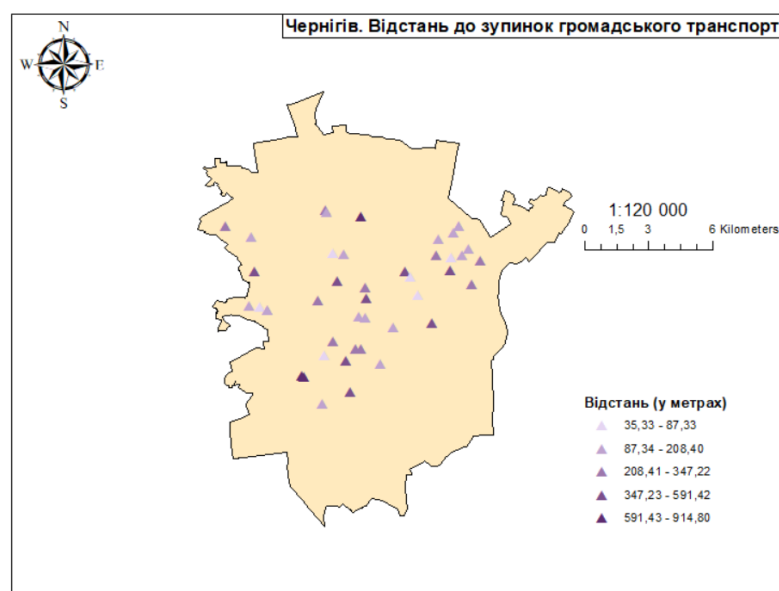 Чернігів. Відстань до зупинок громадського транспорт
N
W E
S
1:120 000
0 1,5 3 6 Kilometers
Відстань (у метрах)
35,33 - 87,33
87,34 - 208,40
208,41 - 347,22
347,23 - 591,42
591,43 - 914,80